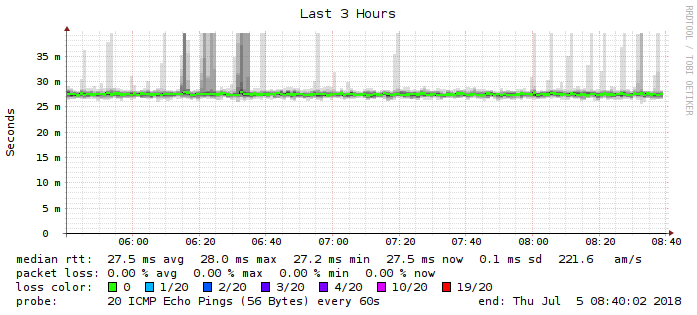 Last 3 Hours
RRDTOOL / TOBI OETIKER
Seconds
35 m
30 m
25 m
20 m
15 m
10 m
5 m
0
06:00 06:20 06:40 07:00 07:20 07:40 08:00 08:20 08:40
median rtt: 27.5 ms avg 28.0 ms max 27.2 ms min 27.5 ms now 0.1 ms sd 221.6 am/s
packet loss: 0.00 % avg 0.00 % max 0.00 % min 0.00 % now
loss color: 0 1/20 2/20 3/20 4/20 10/20 19/20
probe: 20 ICMP Echo Pings (56 Bytes) every 60s end: Thu Jul 5 08:40:02 2018